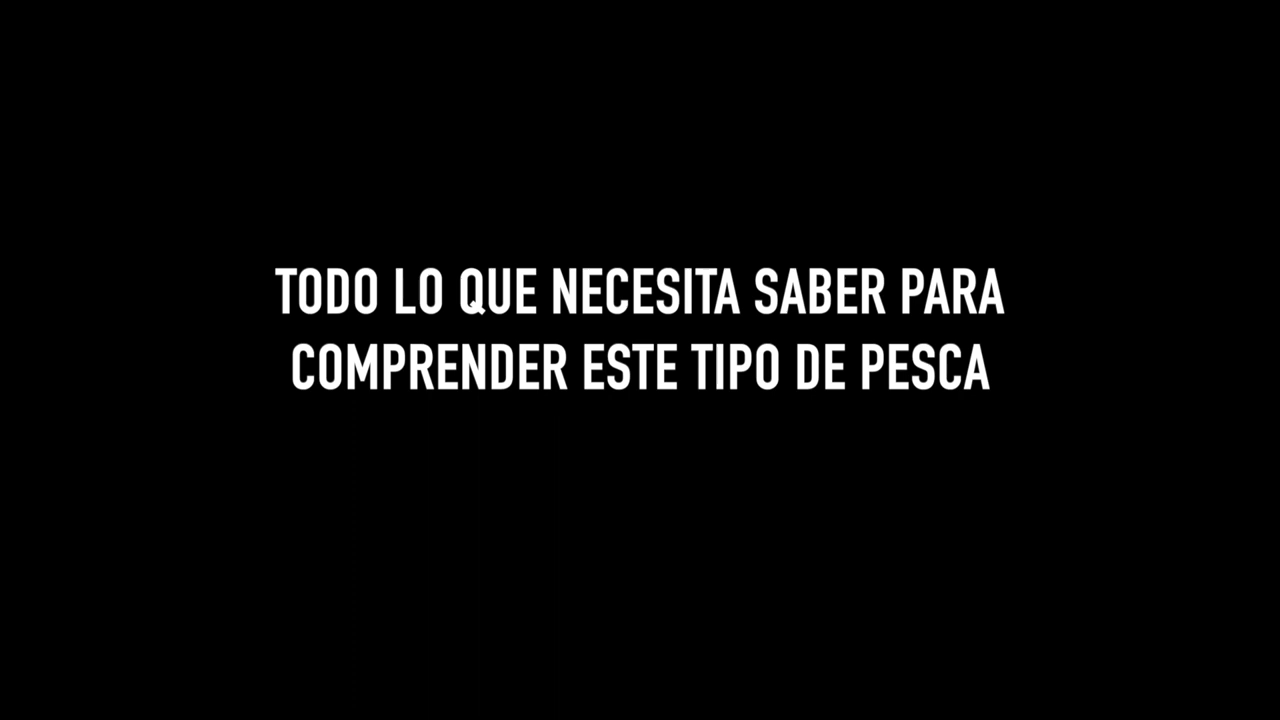 TODO LO QUE NECESITA SABER PARA
COMPRENDER ESTE TIPO DE PESCA